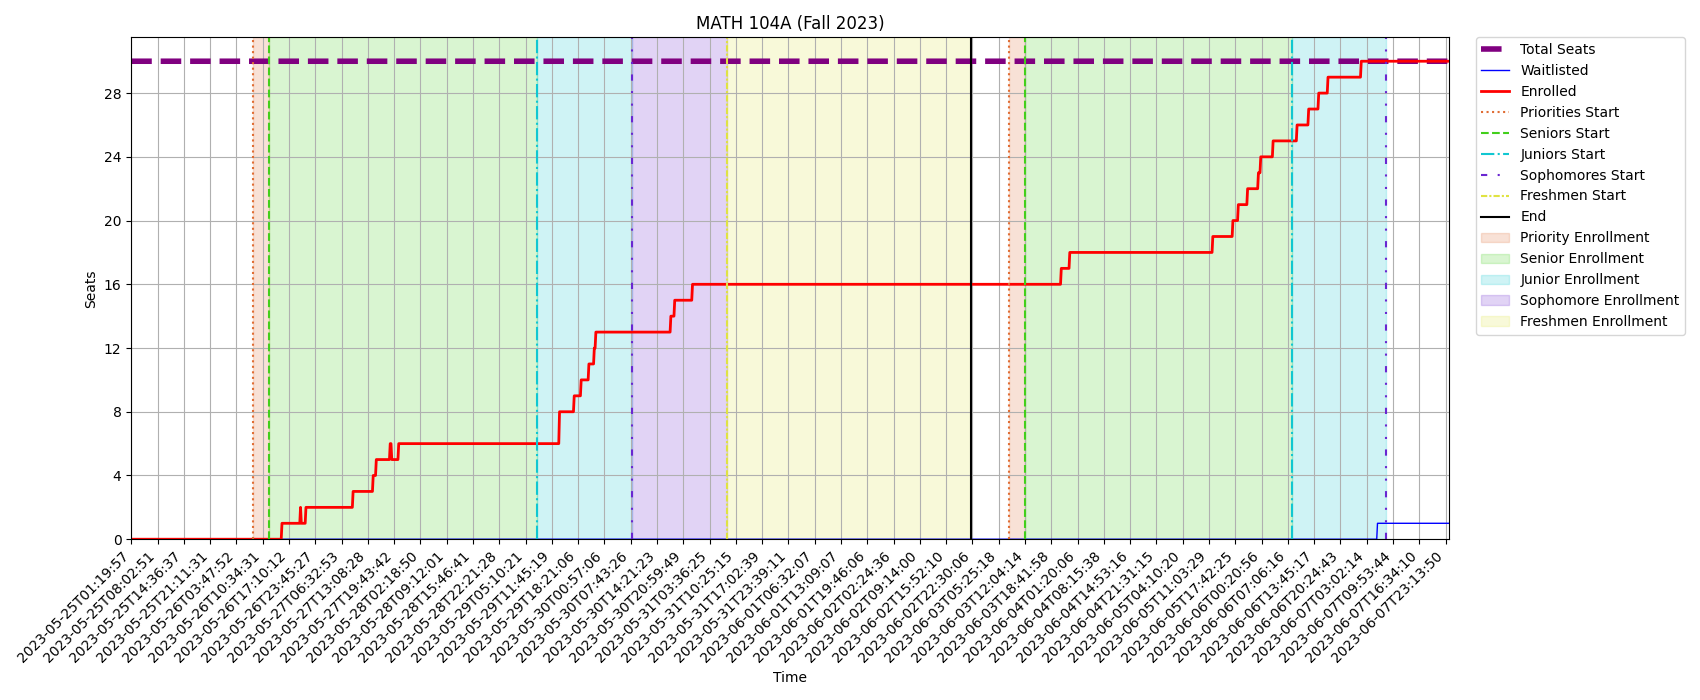 MATH 104A (Fall 2023)
Seats
28
24
20
16
12
8
4
0
2023-05-25T01:19:57
2023-05-25T08:02:51
2023-05-25T14:36:37
2023-05-25T21:11:31
2023-05-26T03:47:52
2023-05-26T10:34:31
2023-05-26T17:10:12
2023-05-26T23:45:27
2023-05-27T06:32:53
2023-05-27T13:08:28
2023-05-27T19:43:42
2023-05-28T02:18:50
2023-05-28T09:12:01
2023-05-28T15:46:41
2023-05-28T22:21:28
2023-05-29T05:10:21
2023-05-29T11:45:19
2023-05-29T18:21:06
2023-05-30T00:57:06
2023-05-30T07:43:26
2023-05-30T14:21:23
2023-05-30T20:59:49
2023-05-31T03:36:25
2023-05-31T10:25:15
2023-05-31T17:02:39
2023-05-31T23:39:11
2023-06-01T06:32:07
2023-06-01T13:09:07
2023-06-01T19:46:06
2023-06-02T02:24:36
2023-06-02T09:14:00
2023-06-02T15:52:10
2023-06-02T22:30:06
2023-06-03T05:25:18
2023-06-03T12:04:14
2023-06-03T18:41:58
2023-06-04T01:20:06
2023-06-04T08:15:38
2023-06-04T14:53:16
2023-06-04T21:31:15
2023-06-05T04:10:20
2023-06-05T11:03:29
2023-06-05T17:42:25
2023-06-06T00:20:56
2023-06-06T07:06:16
2023-06-06T13:45:17
2023-06-06T20:24:43
2023-06-07T03:02:14
2023-06-07T09:53:44
2023-06-07T16:34:10
2023-06-07T23:13:50
Time
Total Seats
Waitlisted
Enrolled
Priorities Start
Seniors Start
Juniors Start
Sophomores Start
Freshmen Start
End
Priority Enrollment
Senior Enrollment
Junior Enrollment
Sophomore Enrollment
Freshmen Enrollment